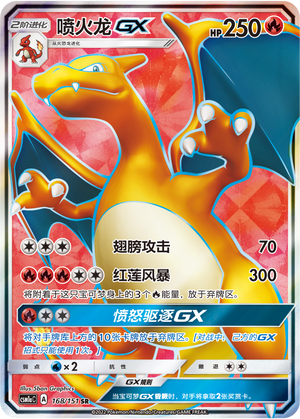 2阶进化
喷火龙GX
HP250
从火恐龙进化
翅膀攻击 70
红莲风暴 300
将附着于这只宝可梦身上的3个能量,放于弃牌区。
愤怒驱逐GX
将对手牌库上方的10张卡牌放于弃牌区。[对战中,己方的GX
招式只能使用1次。]
弱点 ×2 抵抗力 撤退
Illus. 5ban Graphics
GX规则
csm1aC A 168/151 SR
当宝可梦GX昏厥时,对手将拿取2张奖赏卡。
©2022 Pokémon/Nintendo/Creatures/GAME FREAK